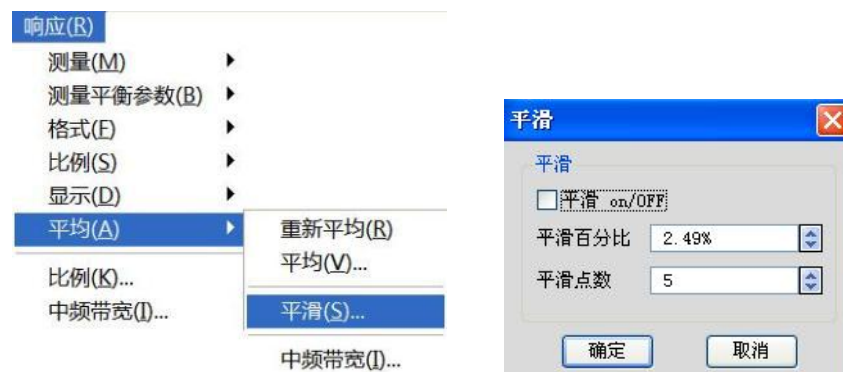 响应(R)
测量(M)
测量平衡参数(B)
格式(F)
比例(S)
显示(D)
平均(A)
比例(K)...
中频带宽(I)...
重新平均(R)
平均(V)...
平滑(S)...
中频带宽(I)...
平滑
平滑
平滑 on/OFF
平滑百分比 2.49%
平滑点数 5
确定 取消